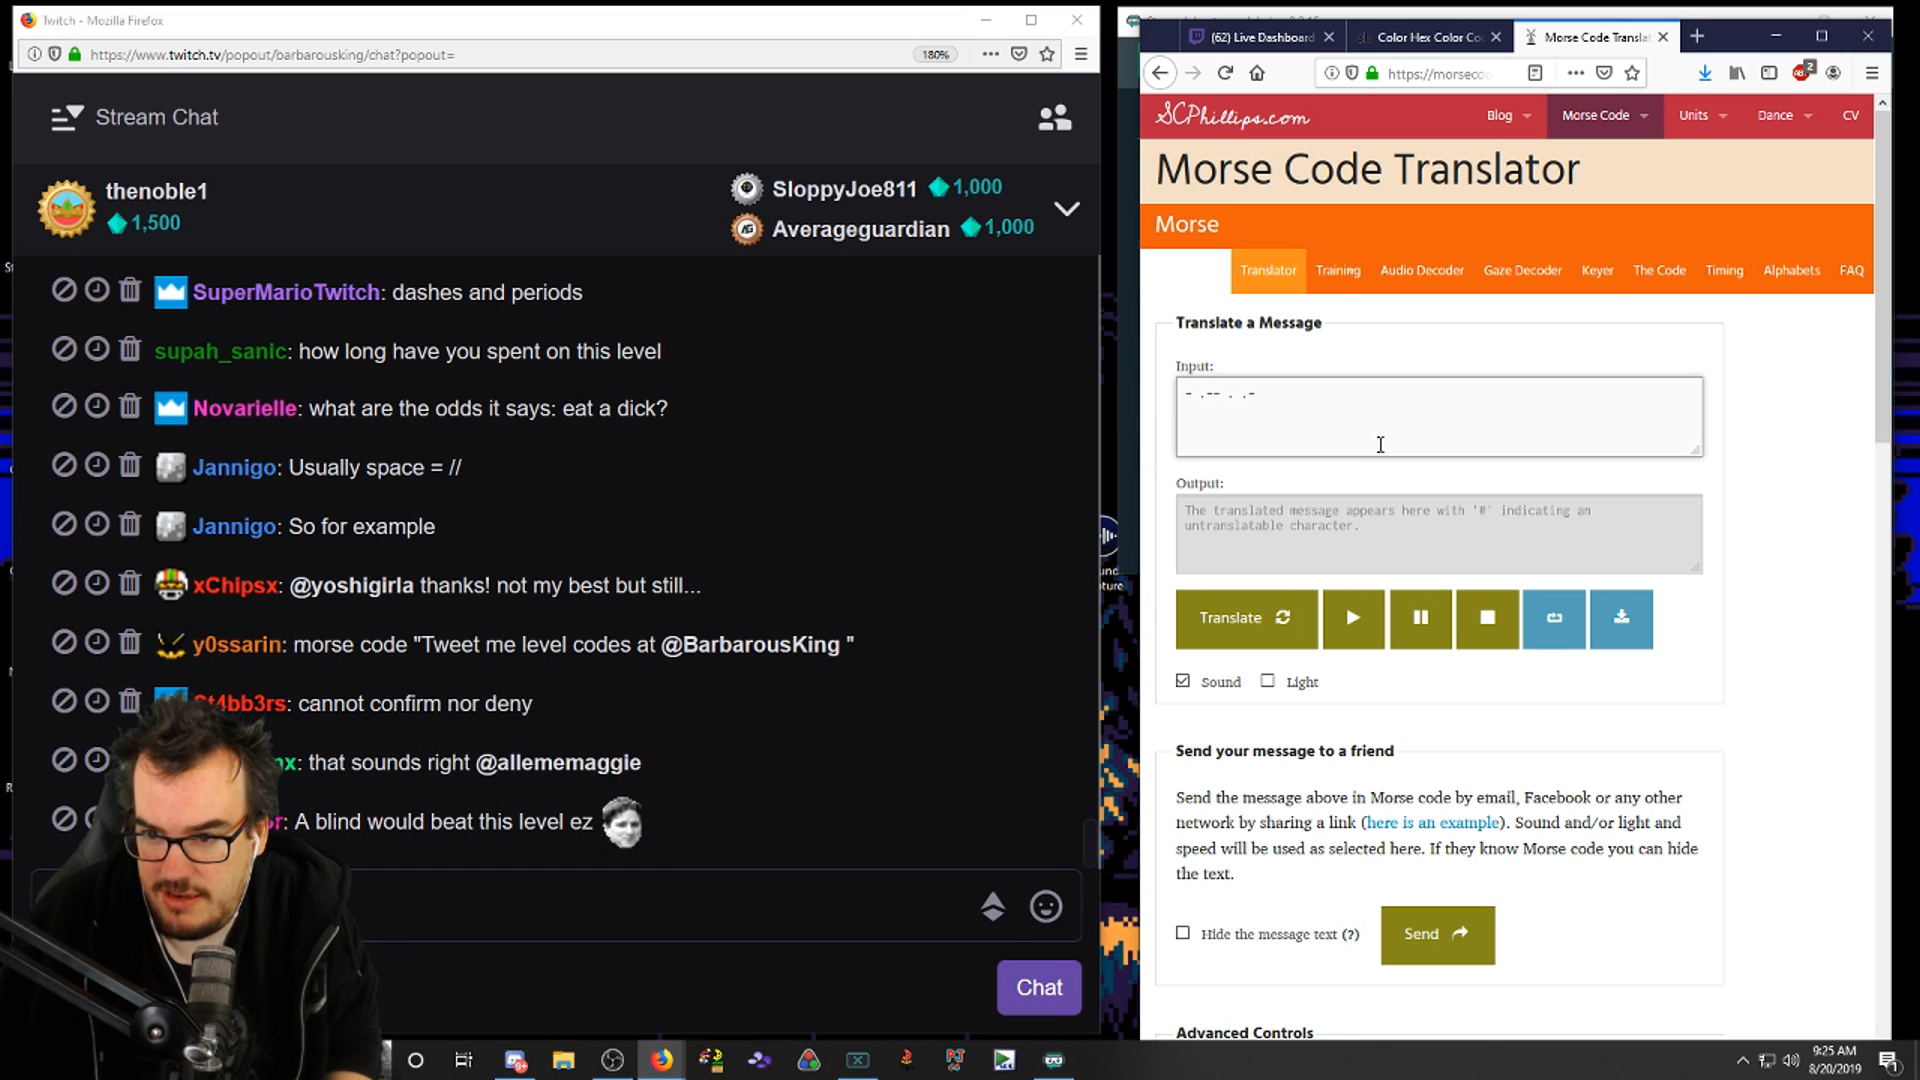 Twitch - Mozilla Firefox
https://www.twitch.tv/popout/barbarousking/chat?popout=
180%
Stream Chat
thenoble1
1,500
SloppyJoe811 1,000
Averageguardian 1,000
SuperMarioTwitch: dashes and periods
supah_sanic: how long have you spent on this level
Novarielle: what are the odds it says: eat a dick?
Jannigo: Usually space = //
Jannigo: So for example
xChipsx: @yoshigirla thanks! not my best but still...
y0ssarin: morse code "Tweet me level codes at @BarbarousKing "
St4bb3rs: cannot confirm nor deny
x: that sounds right @allememaggie
r: A blind would beat this level ez
Chat
(62) Live Dashboard
Color Hex Color Co
Morse Code Translat
https://morseco
2
SCPhillips.com
Blog
Morse Code
Units
Dance
CV
Morse Code Translator
Morse
Translator
Training
Audio Decoder
Gaze Decoder
Keyer
The Code
Timing
Alphabets
FAQ
Translate a Message
Input:
- .-- . .-
Output:
The translated message appears here with '#' indicating an
untranslatable character.
Translate
Sound
Light
Send your message to a friend
Send the message above in Morse code by email, Facebook or any other
network by sharing a link (here is an example). Sound and/or light and
speed will be used as selected here. If they know Morse code you can hide
the text.
Hide the message text (?)
Send
Advanced Controls
9:25 AM
8/20/2019
1